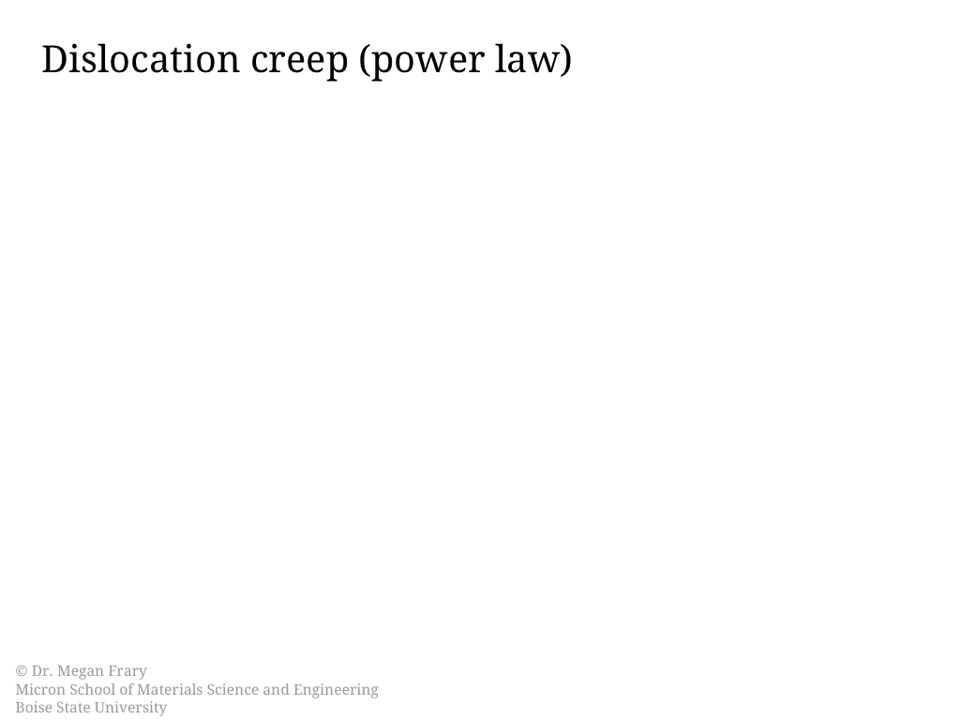 Dislocation creep (power law)
© Dr. Megan Frary
Micron School of Materials Science and Engineering
Boise State University